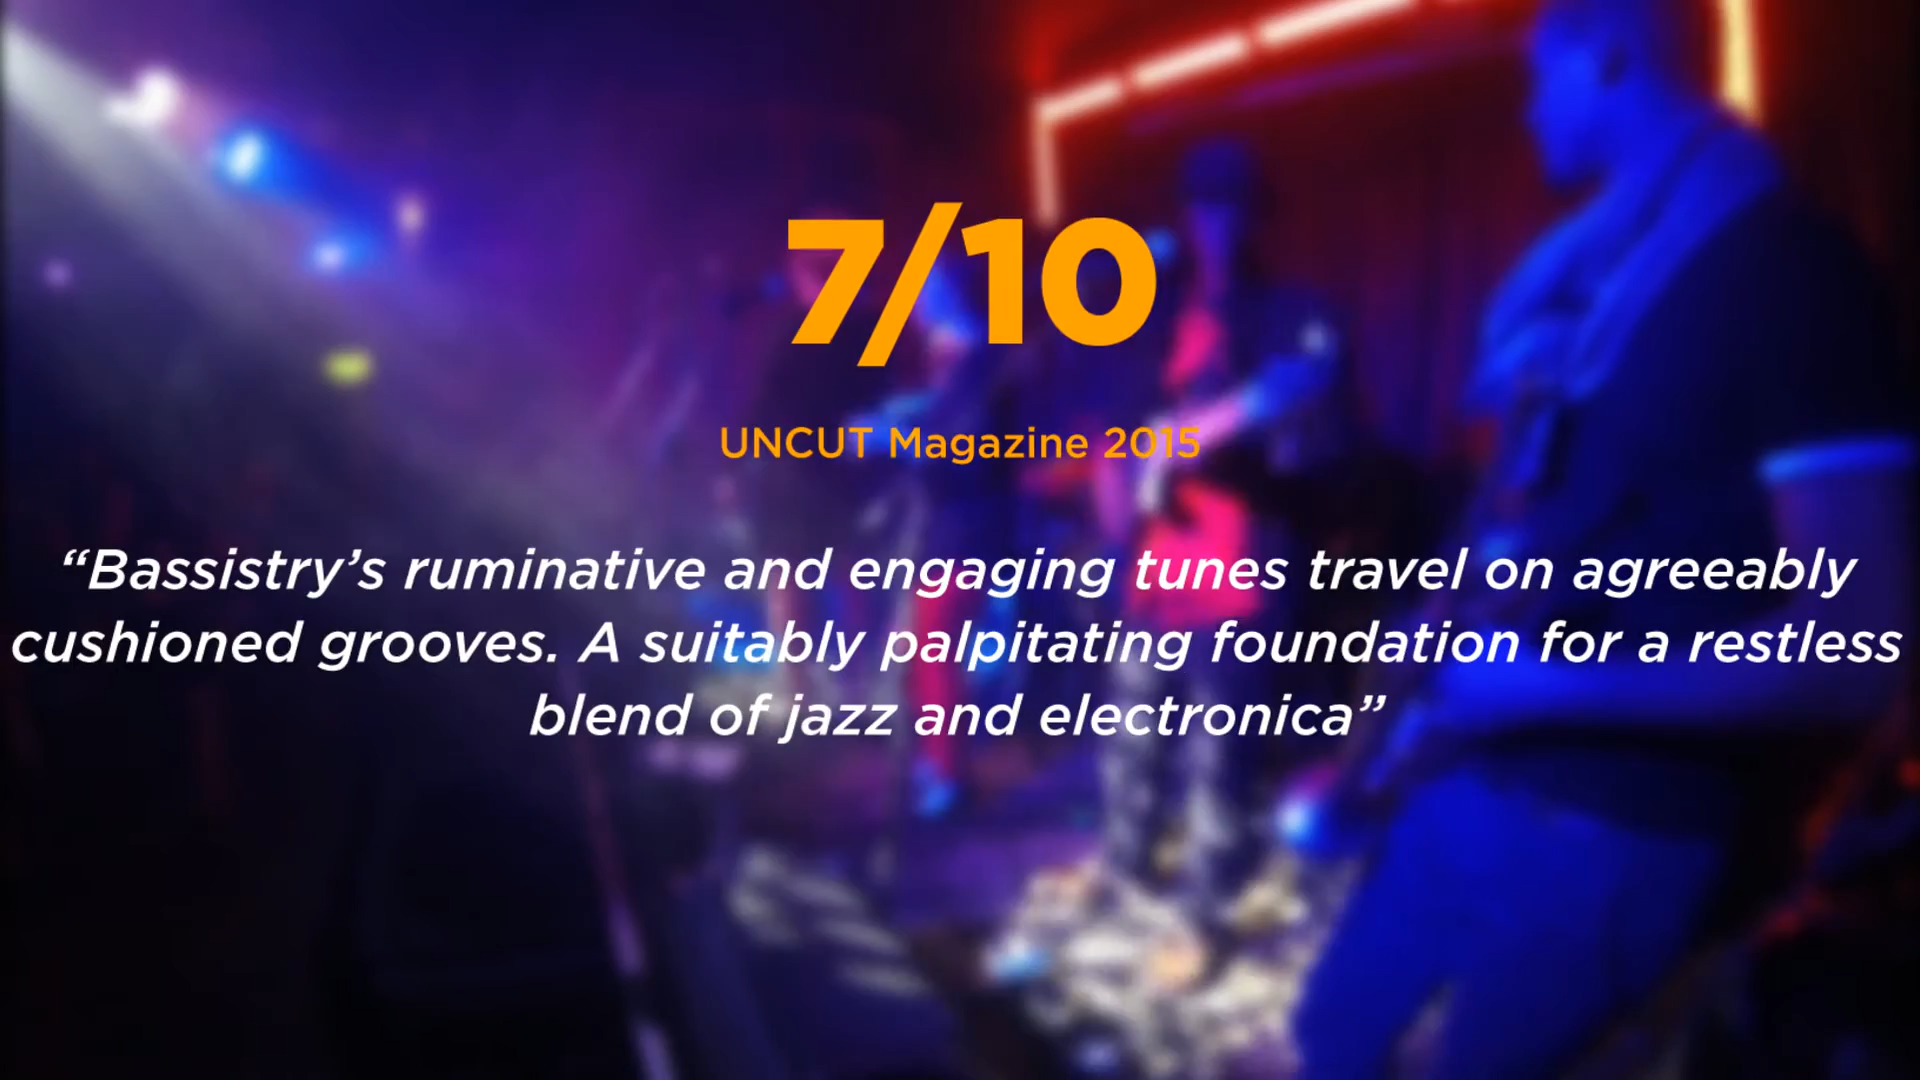 7/10
UNCUT Magazine 2015
“Bassistry’s ruminative and engaging tunes travel on agreeably
cushioned grooves. A suitably palpitating foundation for a restless
blend of jazz and electronica”